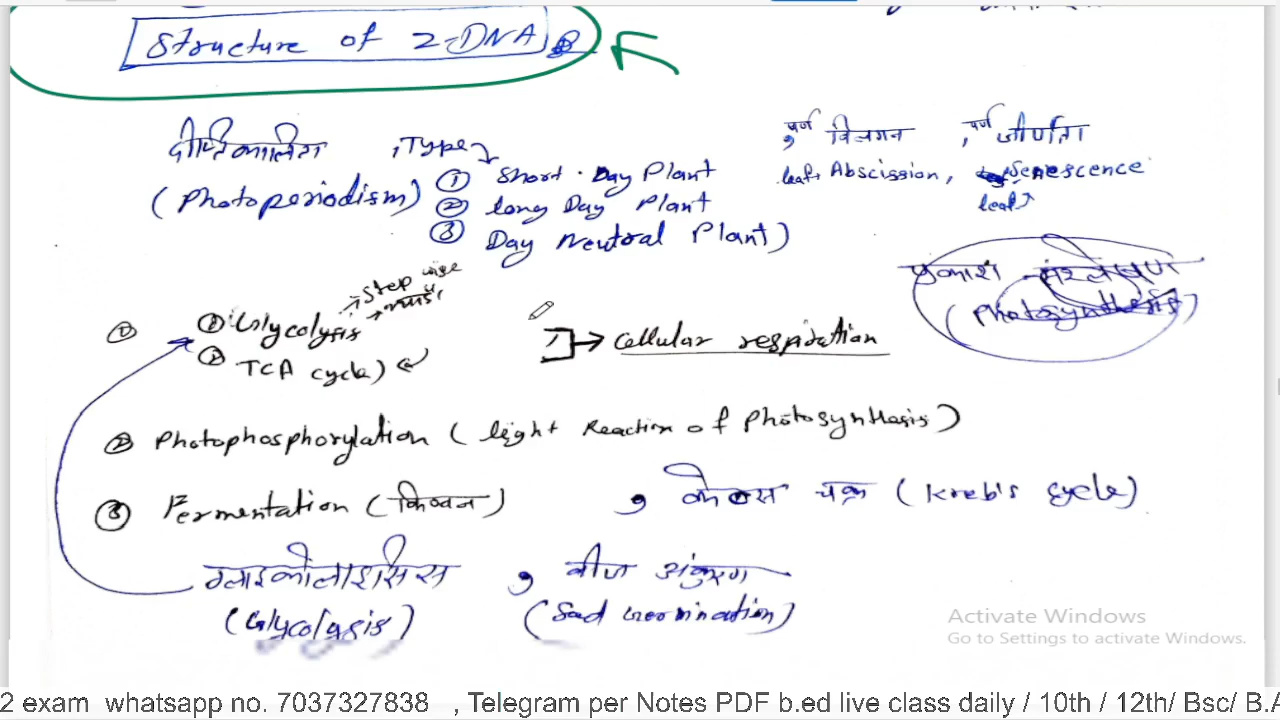 Structure of Z-DNA
दीप्तिकालिता , Type
(Photoperiodism)
① Short Day Plant
② long Day Plant
③ Day Neutral Plant)
, पर्ण विलगन , पर्ण जीर्णता
leaf Abscission, Senescence
leaf
प्रकाश संश्लेषण
(Photosynthesis)
① ① Glycolysis → Step wise
② TCA cycle)
→ Cellular respiration
② Photophosphorylation ( light Reaction of Photosynthesis)
③ Fermentation (किण्वन) , क्रेब्स चक्र (Kreb's cycle)
ग्लाइकोलाइसिस , बीज अंकुरण
(Glycolysis) (Sad Germination)
Activate Windows
Go to Settings to activate Windows.
2 exam whatsapp no. 7037327838 , Telegram per Notes PDF b.ed live class daily / 10th / 12th/ Bsc/ B.A